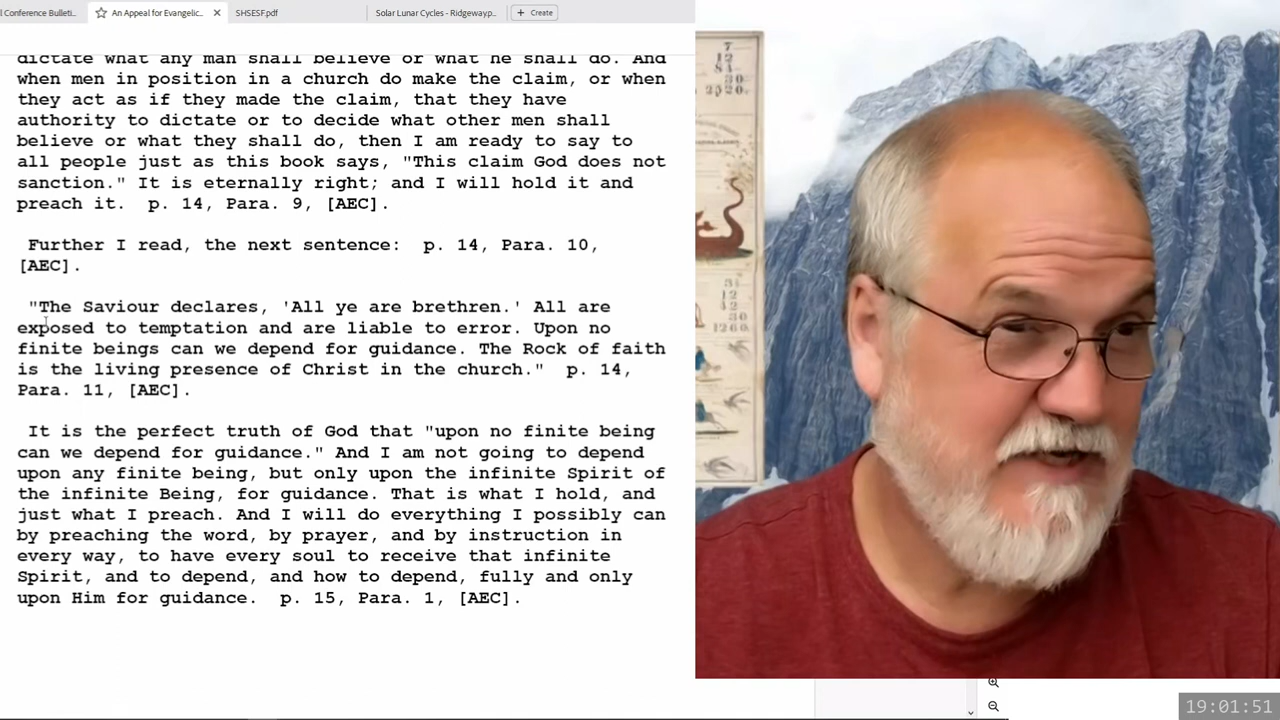 l Conference Bulleti..
An Appeal for Evangelic..
SHSESF.pdf
Solar Lunar Cycles - Ridgeway.p..
+ Create
dictate what any man shall believe or what he shall do. And
when men in position in a church do make the claim, or when
they act as if they made the claim, that they have
authority to dictate or to decide what other men shall
believe or what they shall do, then I am ready to say to
all people just as this book says, "This claim God does not
sanction." It is eternally right; and I will hold it and
preach it.  p. 14, Para. 9, [AEC].
Further I read, the next sentence:  p. 14, Para. 10,
[AEC].
"The Saviour declares, 'All ye are brethren.' All are
exposed to temptation and are liable to error. Upon no
finite beings can we depend for guidance. The Rock of faith
is the living presence of Christ in the church."  p. 14,
Para. 11, [AEC].
It is the perfect truth of God that "upon no finite being
can we depend for guidance." And I am not going to depend
upon any finite being, but only upon the infinite Spirit of
the infinite Being, for guidance. That is what I hold, and
just what I preach. And I will do everything I possibly can
by preaching the word, by prayer, and by instruction in
every way, to have every soul to receive that infinite
Spirit, and to depend, and how to depend, fully and only
upon Him for guidance.  p. 15, Para. 1, [AEC].
7
12
1260
19:01:51